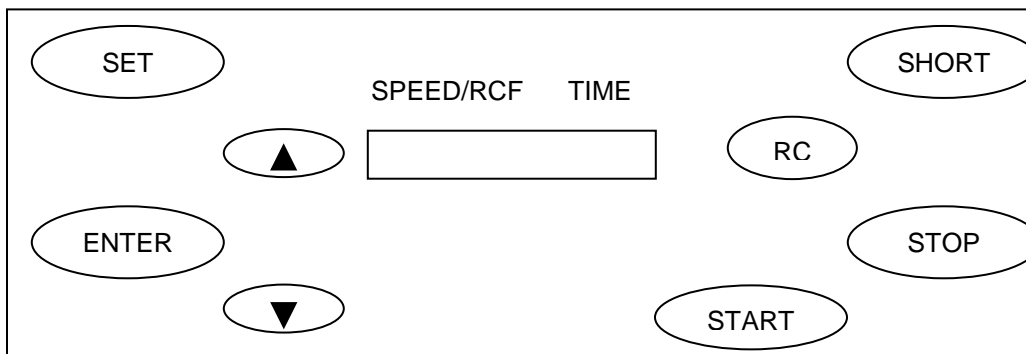 SET
SHORT
SPEED/RCF TIME
▲
RC
ENTER
STOP
▼
START